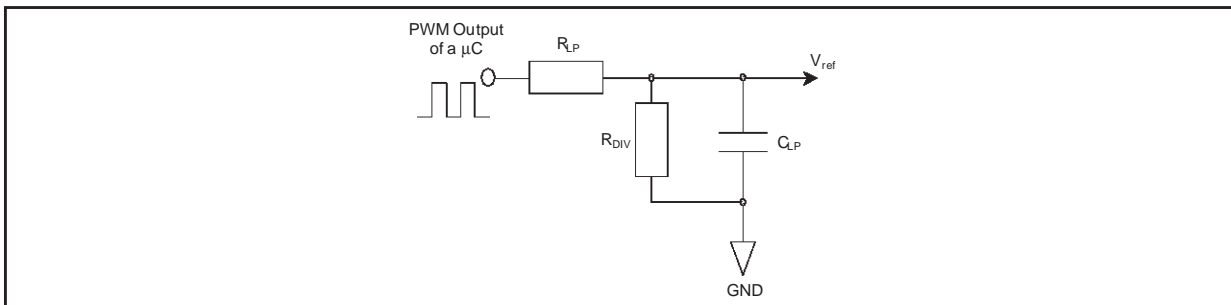 PWM Output
of a μC
R_LP
V_ref
R_DIV
C_LP
GND